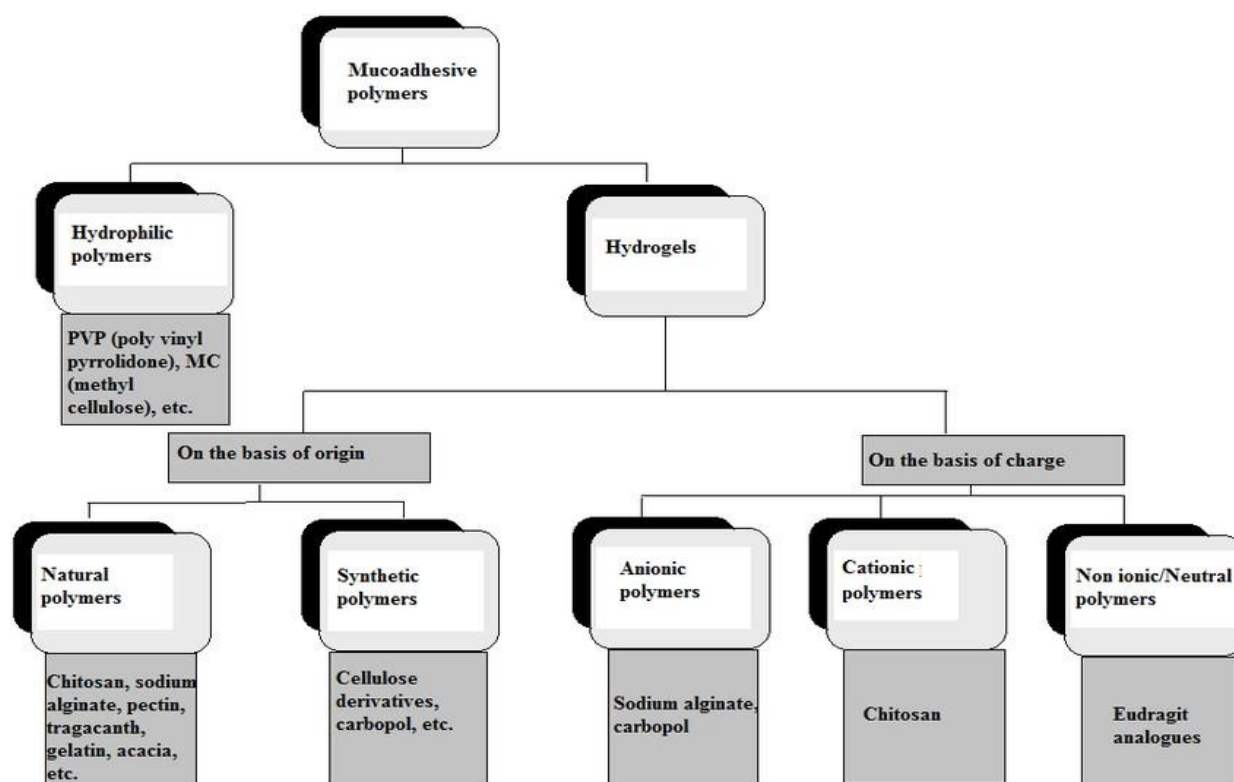 Mucoadhesive
polymers
Hydrophilic
polymers
Hydrogels
PVP (poly vinyl
pyrrolidone), MC
(methyl
cellulose), etc.
On the basis of origin
On the basis of charge
Natural
polymers
Synthetic
polymers
Anionic
polymers
Cationic
polymers
Non ionic/Neutral
polymers
Chitosan, sodium
alginate, pectin,
tragacanth,
gelatin, acacia,
etc.
Cellulose
derivatives,
carbopol, etc.
Sodium alginate,
carbopol
Chitosan
Eudragit
analogues